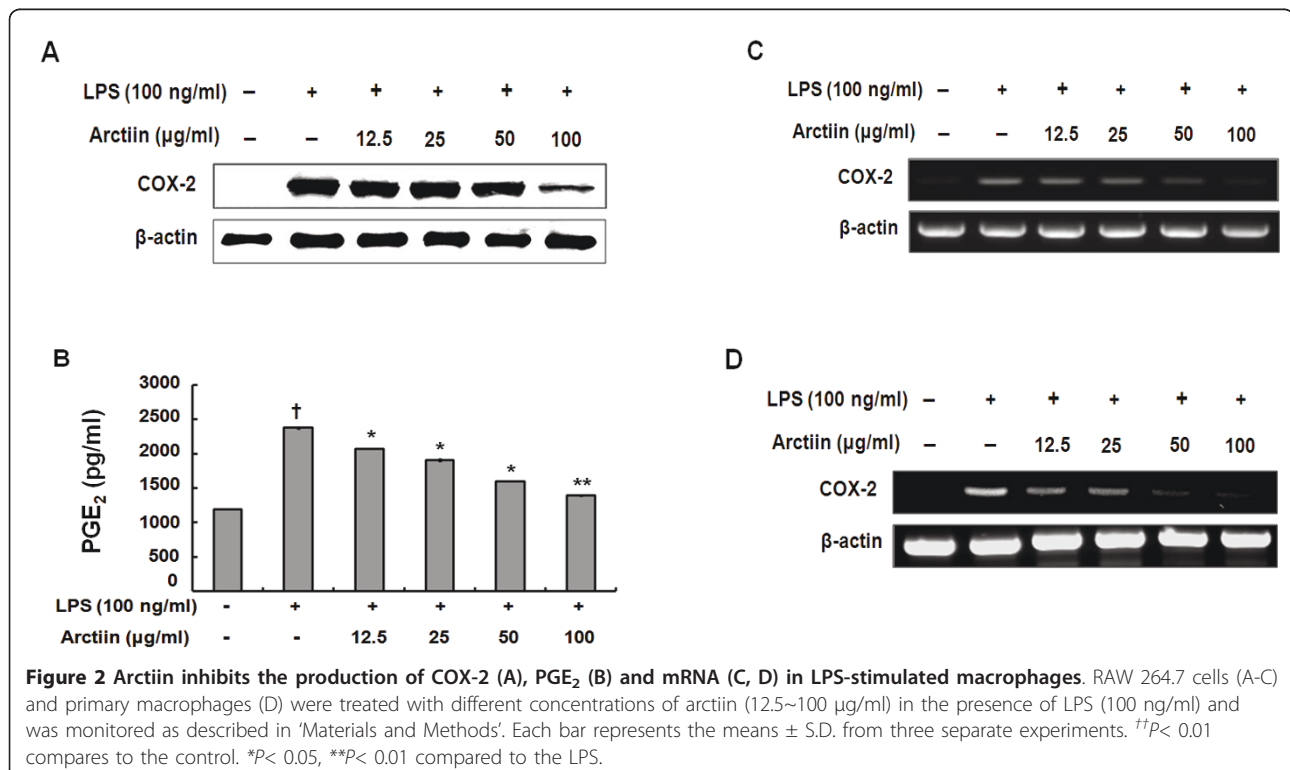 A
LPS (100 ng/ml) – + + + + +
Arctiin (µg/ml) – – 12.5 25 50 100
COX-2
β-actin
B
PGE₂ (pg/ml)
3000
2500
2000
1500
1000
500
0
†
*
*
*
**
LPS (100 ng/ml) - + + + + +
Arctiin (µg/ml) - - 12.5 25 50 100
C
LPS (100 ng/ml) – + + + + +
Arctiin (µg/ml) – – 12.5 25 50 100
COX-2
β-actin
D
LPS (100 ng/ml) – + + + + +
Arctiin (µg/ml) – – 12.5 25 50 100
COX-2
β-actin
Figure 2 Arctiin inhibits the production of COX-2 (A), PGE₂ (B) and mRNA (C, D) in LPS-stimulated macrophages. RAW 264.7 cells (A-C)
and primary macrophages (D) were treated with different concentrations of arctiin (12.5~100 µg/ml) in the presence of LPS (100 ng/ml) and
was monitored as described in ‘Materials and Methods’. Each bar represents the means ± S.D. from three separate experiments. ††P< 0.01
compares to the control. *P< 0.05, **P< 0.01 compared to the LPS.